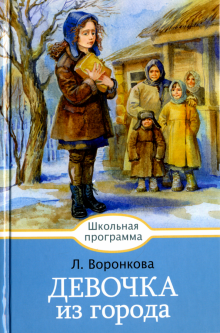 Школьная
программа
Л. Воронкова
ДЕВОЧКА
из города